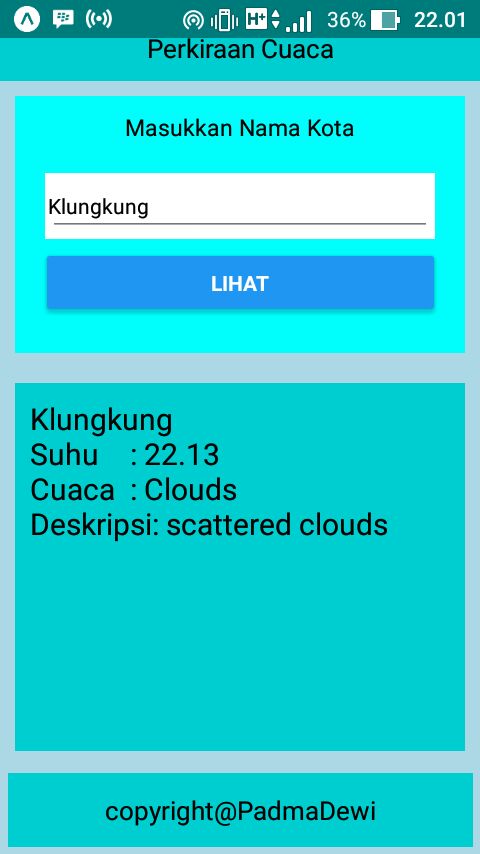 H+ 36% 22.01
Perkiraan Cuaca
Masukkan Nama Kota
Klungkung
LIHAT
Klungkung
Suhu : 22.13
Cuaca : Clouds
Deskripsi: scattered clouds
copyright@PadmaDewi